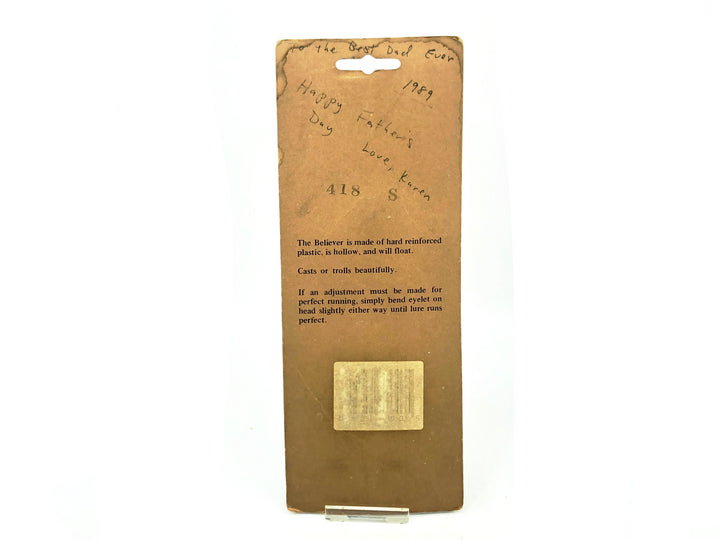 To the Best Dad Ever
1989
Happy Father's
Day
Love, Karen
418 S
The Believer is made of hard reinforced
plastic, is hollow, and will float.
Casts or trolls beautifully.
If an adjustment must be made for
perfect running, simply bend eyelet on
head slightly either way until lure runs
perfect.